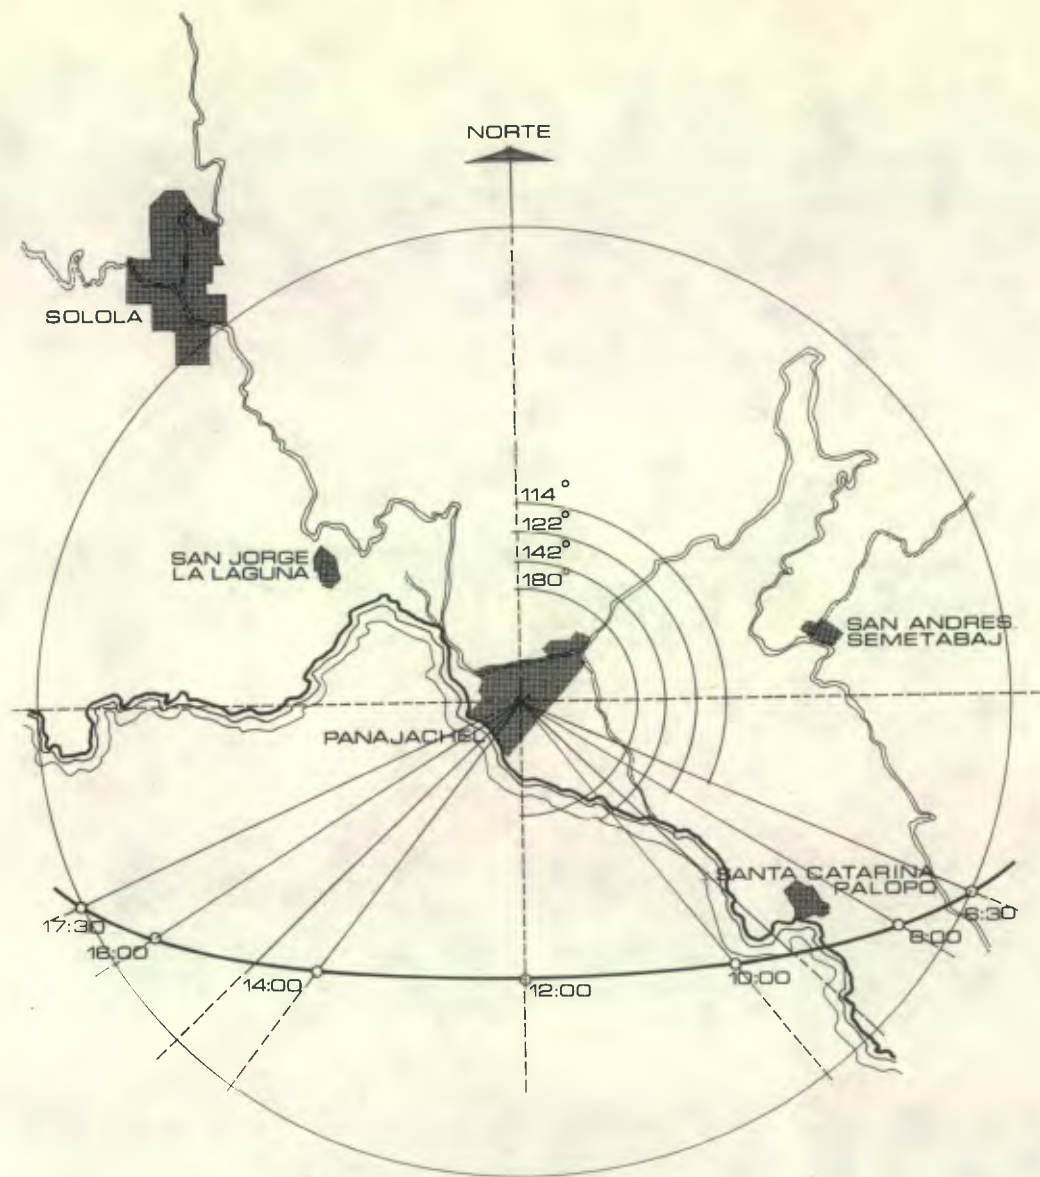 NORTE
SOLOLA
114°
122°
142°
180°
SAN JORGE
LA LAGUNA
SAN ANDRES
SEMETABAJ
PANAJACHEL
SANTA CATARINA
PALOPO
17:30
16:00
14:00
12:00
10:00
8:00
6:30